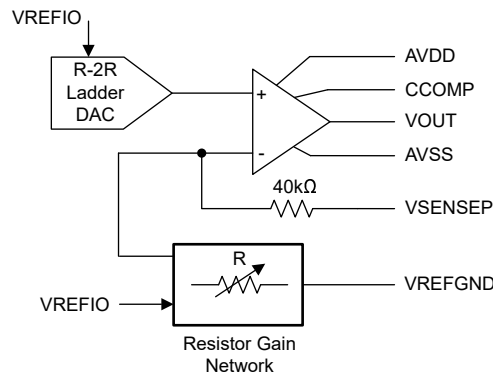 VREFIO
R-2R
Ladder
DAC
+
-
AVDD
CCOMP
VOUT
AVSS
40kΩ
VSENSEP
R
VREFIO
VREFGND
Resistor Gain
Network